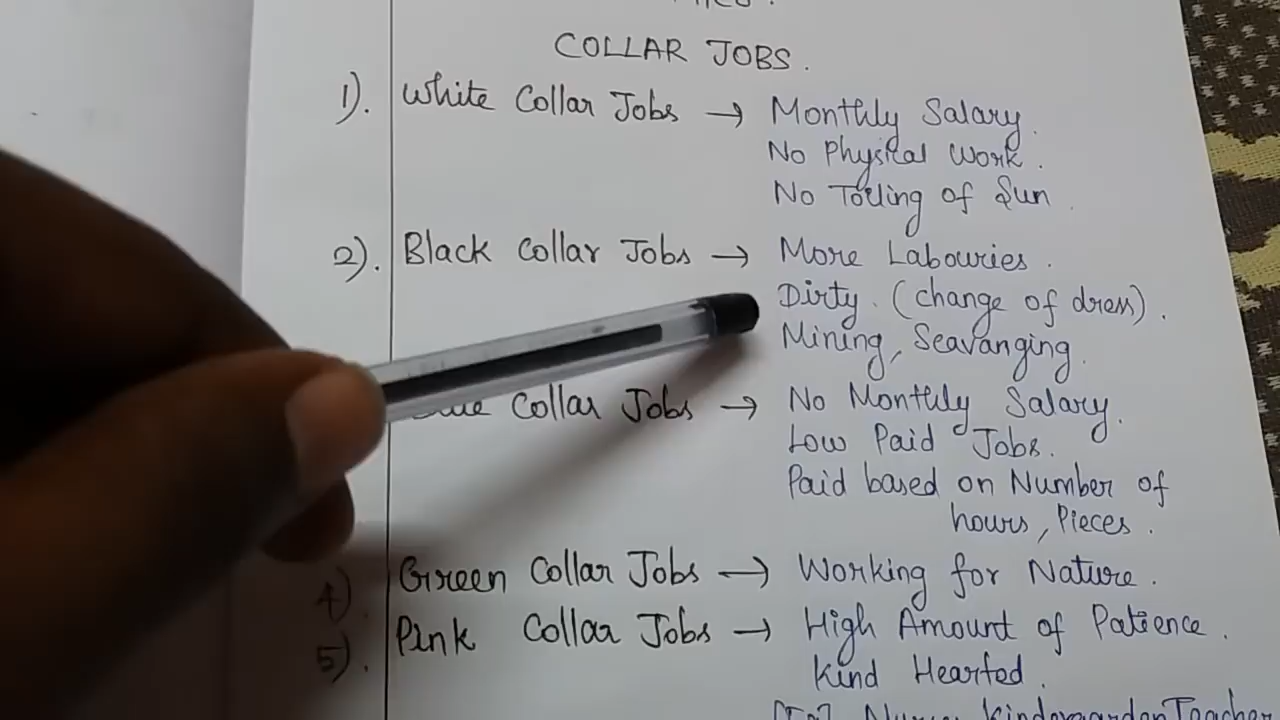 COLLAR JOBS.
1). White Collar Jobs → Monthly Salary.
No Physical Work.
No Toiling of Sun.
2). Black Collar Jobs → More Labouries.
Dirty. (change of dress).
Mining, Scavanging.
Collar Jobs → No Monthly Salary.
Low Paid Jobs.
Paid based on Number of
hours, Pieces.
4). Green Collar Jobs → Working for Nature.
5). Pink Collar Jobs → High Amount of Patience.
Kind Hearted.